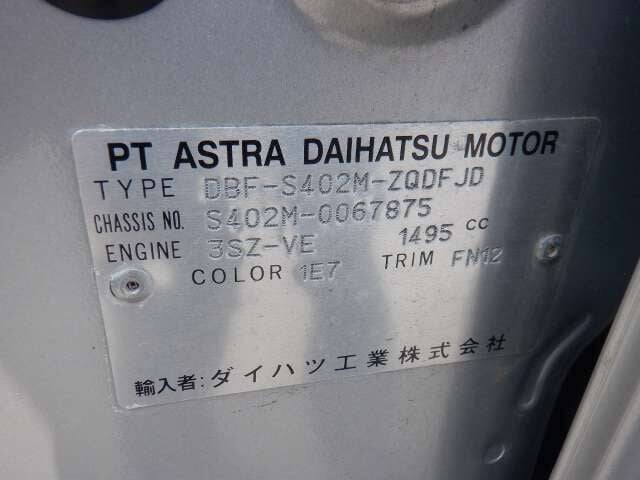 PT ASTRA DAIHATSU MOTOR
TYPE DBF-S402M-ZQDFJD
CHASSIS NO. S402M-0067875
ENGINE 3SZ-VE 1495 cc
COLOR 1E7 TRIM FN12
輸入者: ダイハツ工業株式会社